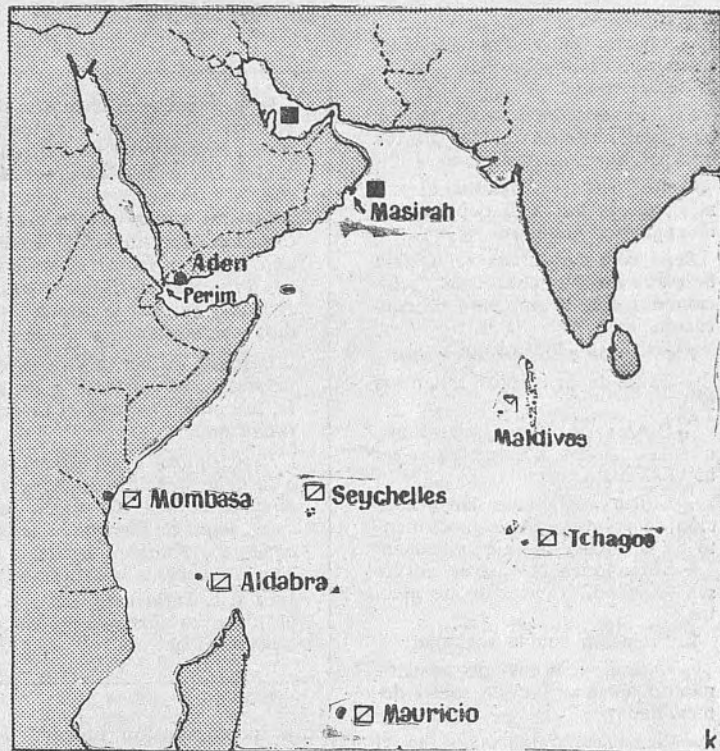 Masirah
Aden
Perim
Maldivas
Mombasa
Seychelles
Tchagos
Aldabra
Mauricio
k